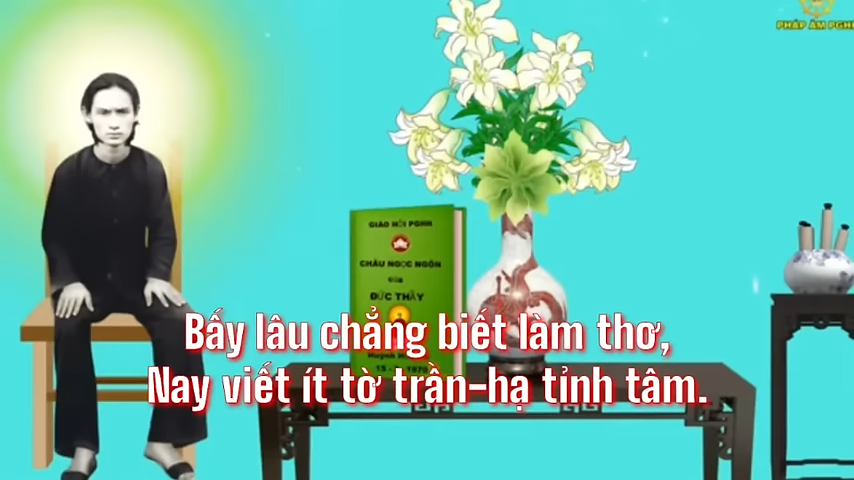 PHÁP ÂM PGHH
GIÁO HỘI PGHH
CHÂU NGỌC NGÔN
của
ĐỨC THẦY
Bấy lâu chẳng biết làm thơ,
Nay viết ít tờ trần-hạ tỉnh tâm.